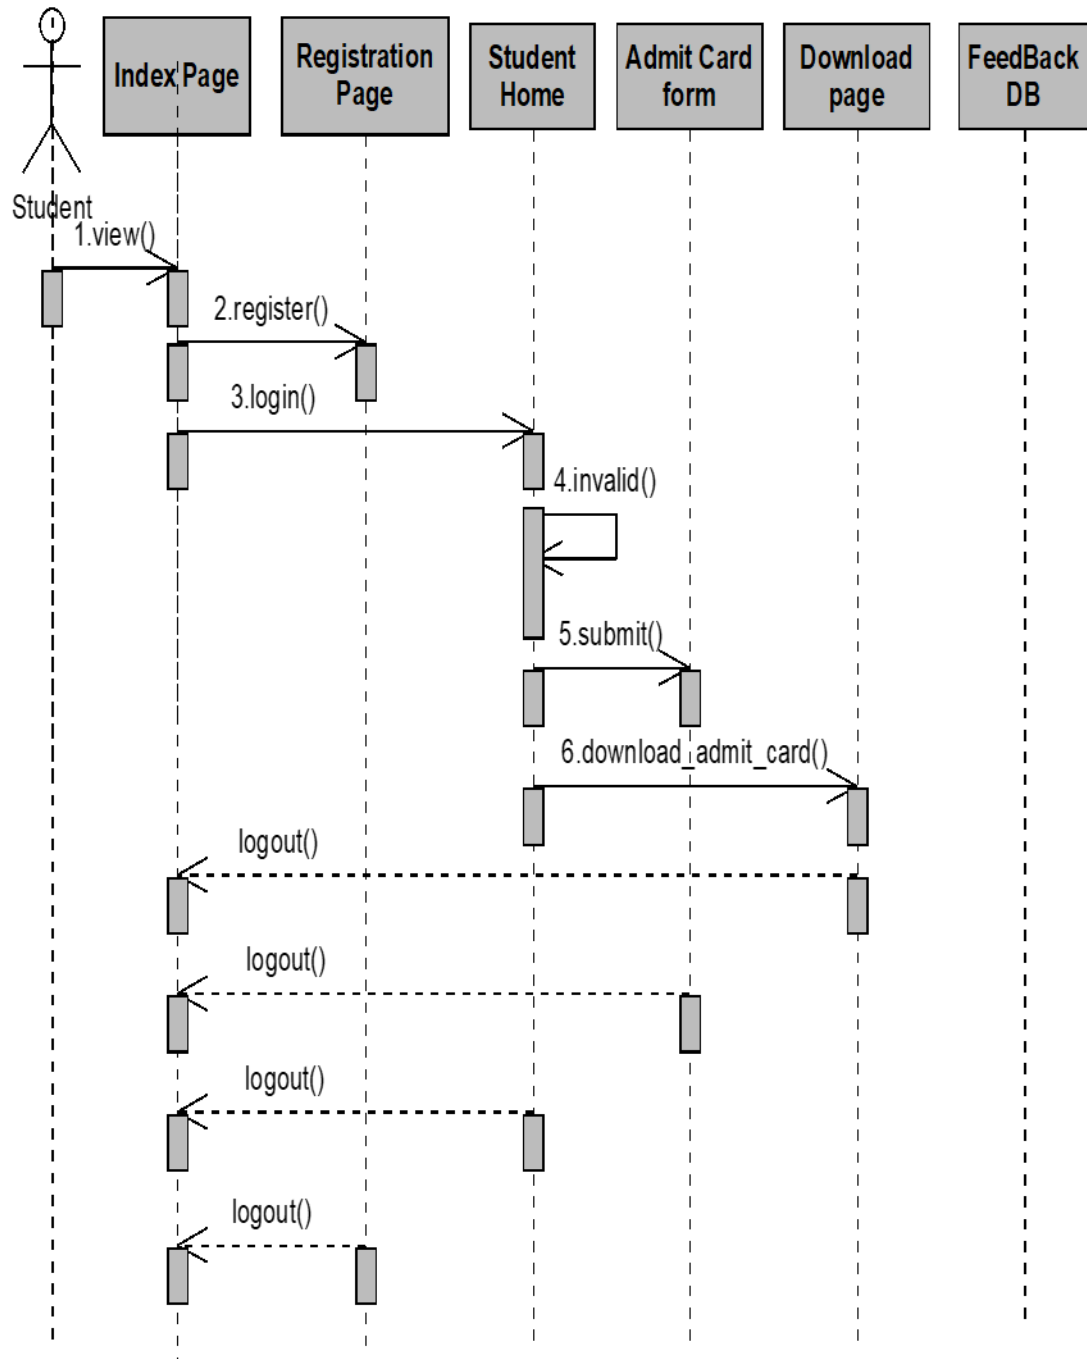 Index Page
Registration
Page
Student
Home
Admit Card
form
Download
page
FeedBack
DB
Student
1.view()
2.register()
3.login()
4.invalid()
5.submit()
6.download_admit_card()
logout()
logout()
logout()
logout()